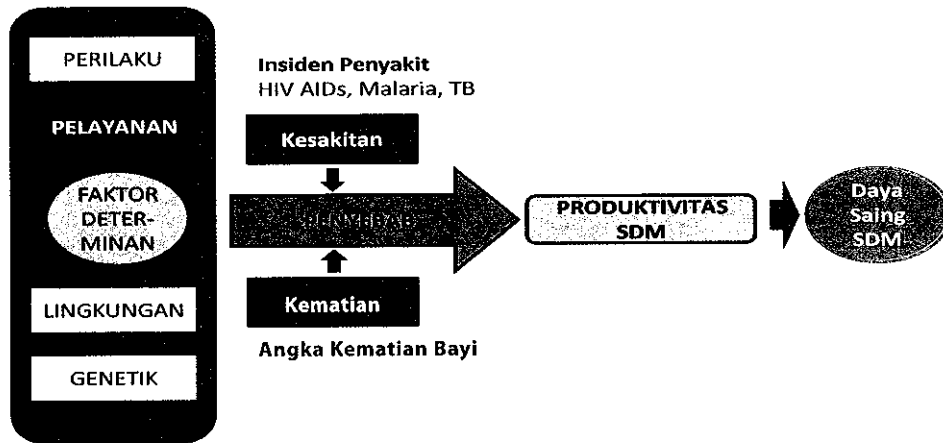 PERILAKU
PELAYANAN
FAKTOR
DETER-
MINAN
LINGKUNGAN
GENETIK
Insiden Penyakit
HIV AIDs, Malaria, TB
Kesakitan
PENYEBAB
Kematian
Angka Kematian Bayi
PRODUKTIVITAS
SDM
Daya
Saing
SDM